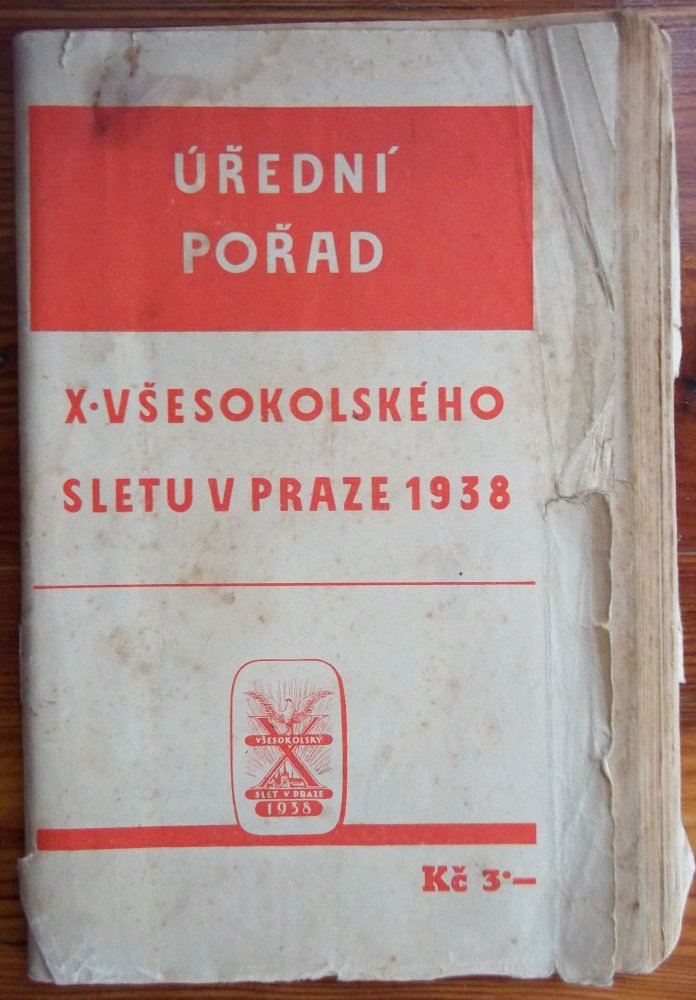 ÚŘEDNÍ
POŘAD
X·VŠESOKOLSKÉHO
SLETU V PRAZE 1938
VŠESOKOLSKÝ
X
SLET V PRAZE
1938
Kč 3·—